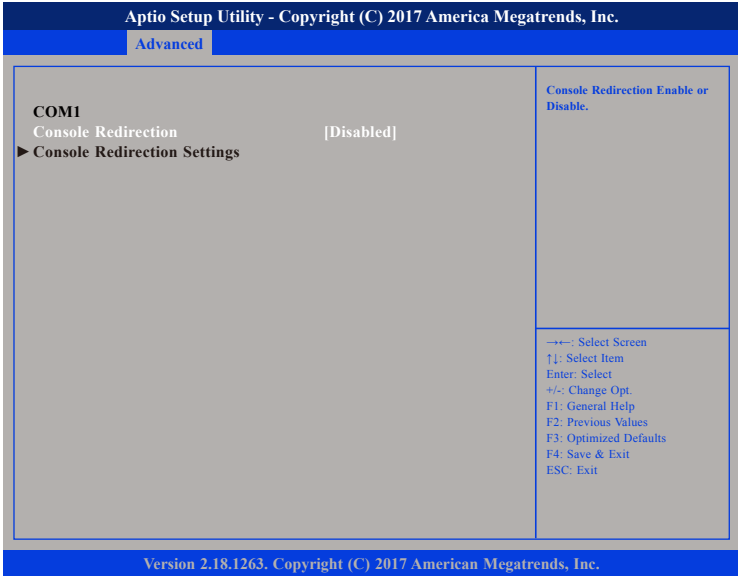 Aptio Setup Utility - Copyright (C) 2017 America Megatrends, Inc.
Advanced
COM1
Console Redirection [Disabled]
►Console Redirection Settings
Console Redirection Enable or
Disable.
→←: Select Screen
↑↓: Select Item
Enter: Select
+/-: Change Opt.
F1: General Help
F2: Previous Values
F3: Optimized Defaults
F4: Save & Exit
ESC: Exit
Version 2.18.1263. Copyright (C) 2017 American Megatrends, Inc.